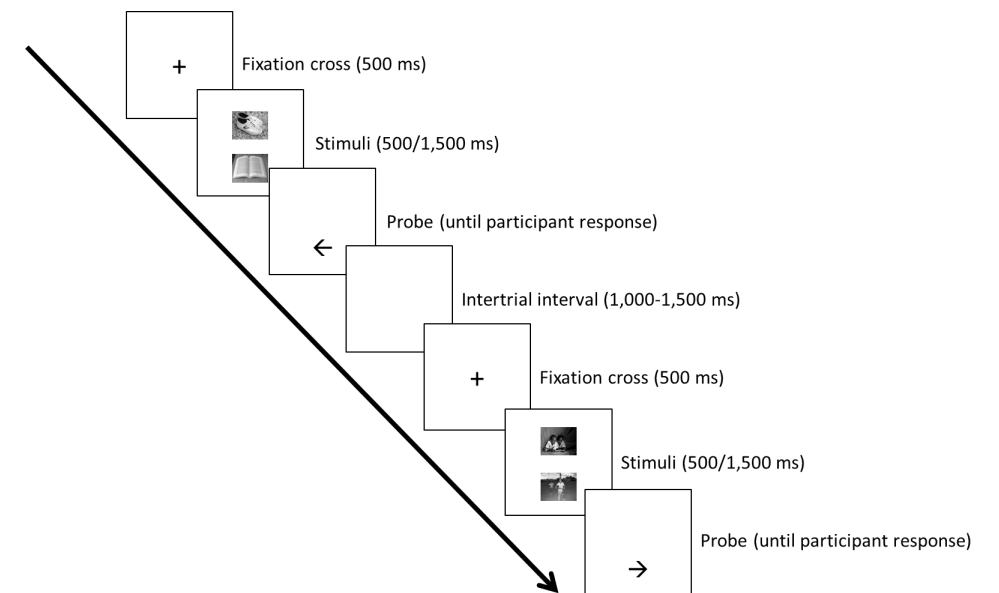 +
Fixation cross (500 ms)
Stimuli (500/1,500 ms)
Probe (until participant response)
←
Intertrial interval (1,000-1,500 ms)
+
Fixation cross (500 ms)
Stimuli (500/1,500 ms)
Probe (until participant response)
→